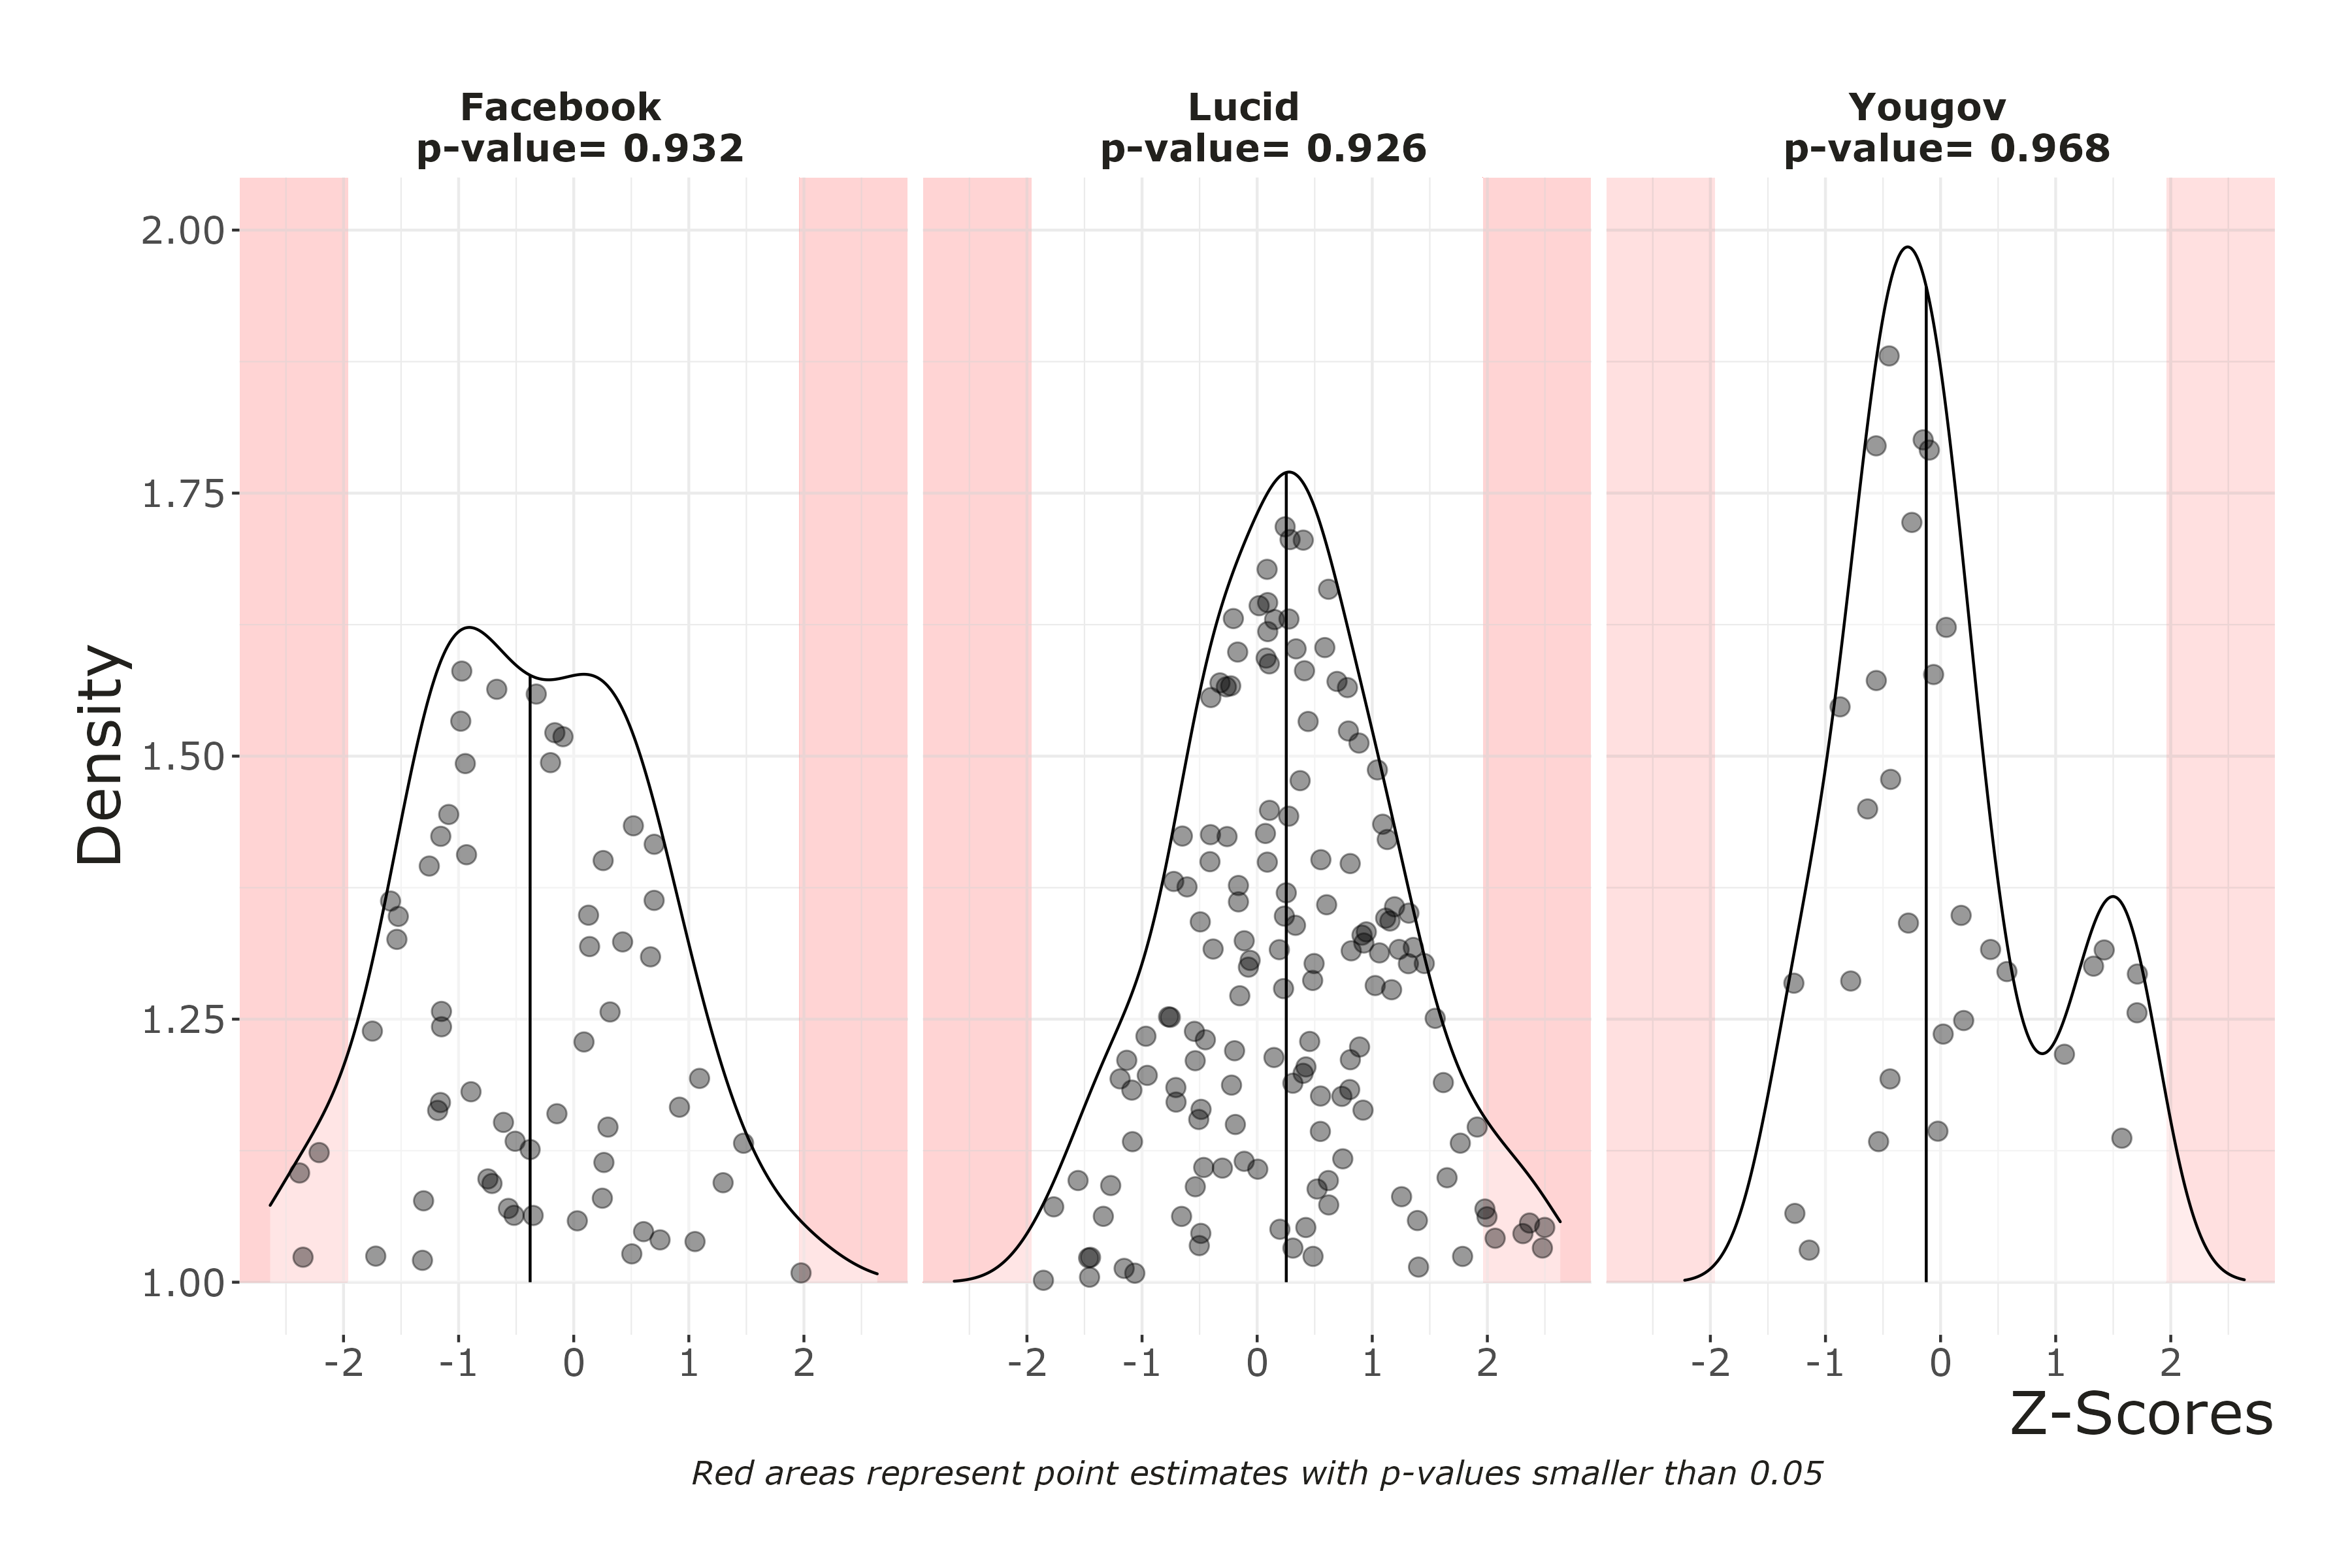 Facebook
p-value= 0.932
Lucid
p-value= 0.926
Yougov
p-value= 0.968
Density
2.00
1.75
1.50
1.25
1.00
-2 -1 0 1 2
-2 -1 0 1 2
-2 -1 0 1 2
Z-Scores
Red areas represent point estimates with p-values smaller than 0.05